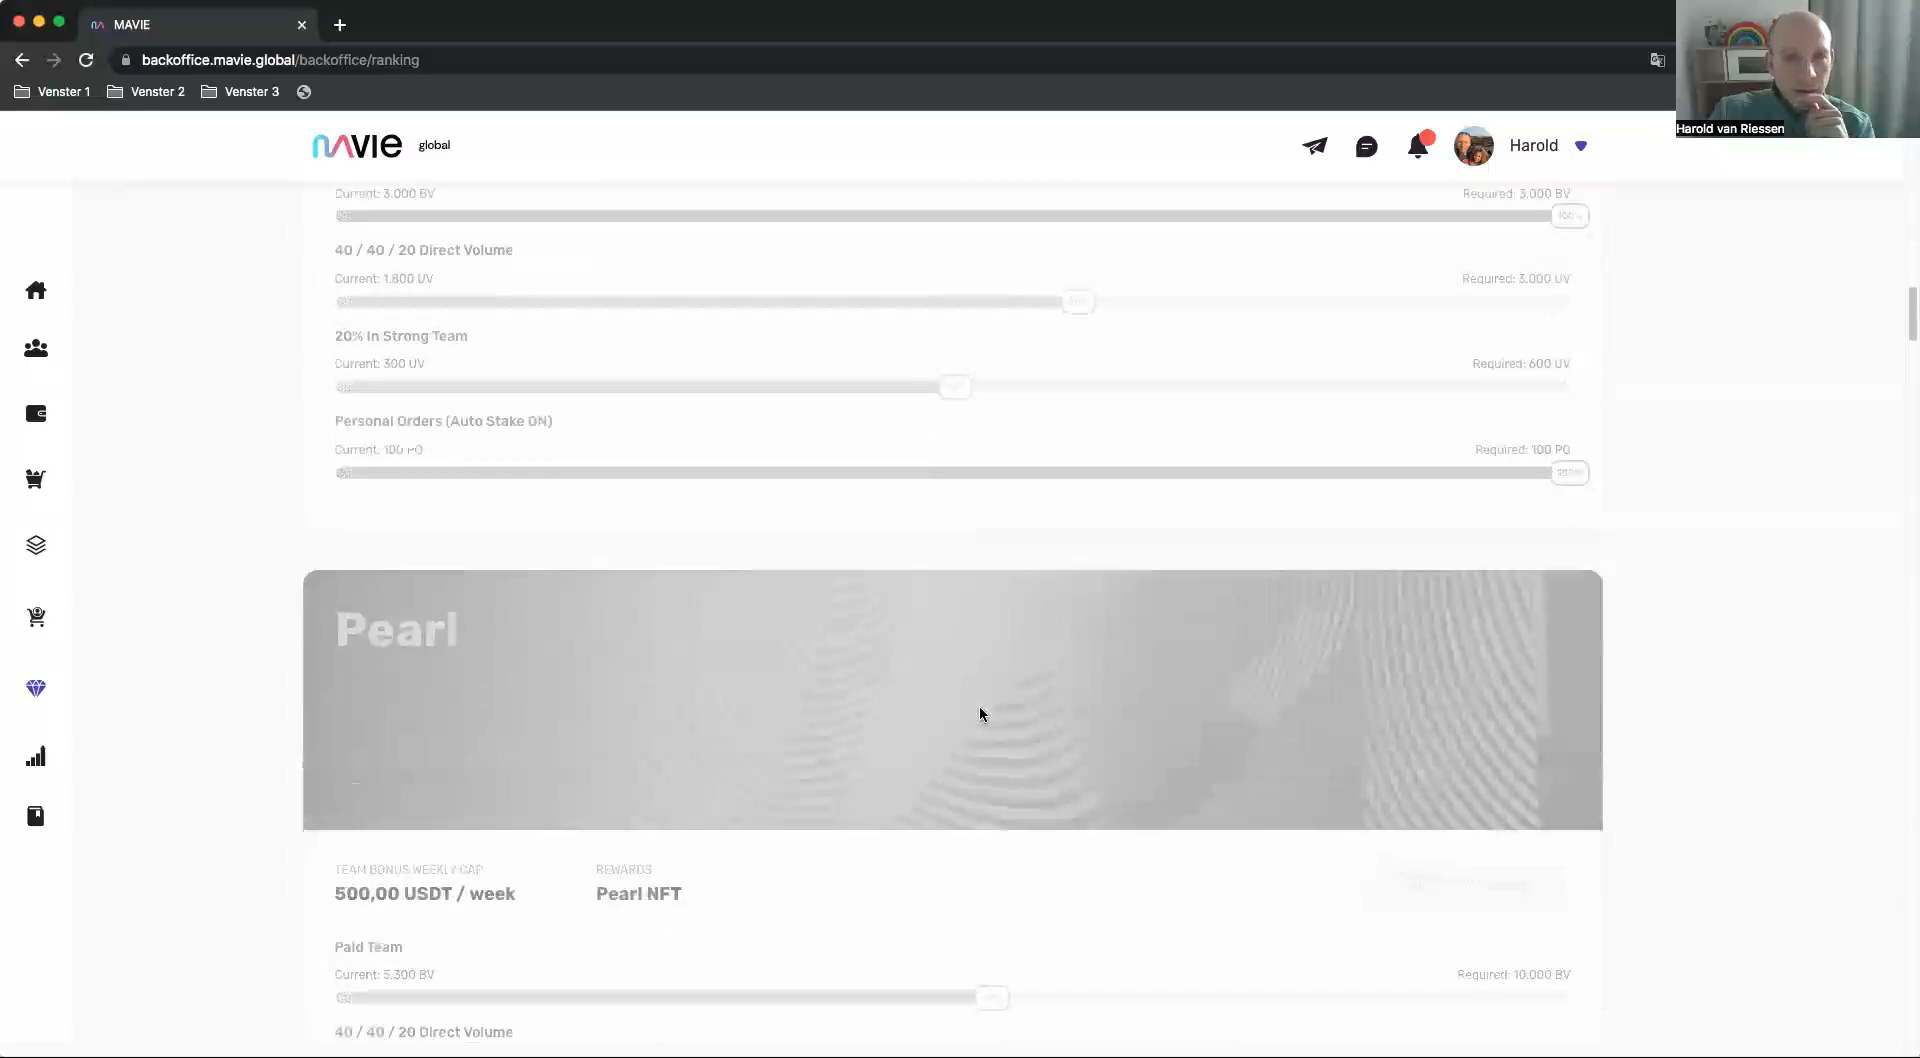 MAVIE
backoffice.mavie.global/backoffice/ranking
Venster 1
Venster 2
Venster 3
Harold van Riessen
MAVIE global
Harold
Current: 3.000 BV
Required: 3,000 BV
40 / 40 / 20 Direct Volume
Current: 1.800 UV
Required: 3,000 UV
20% In Strong Team
Current: 300 UV
Required: 600 UV
Personal Orders (Auto Stake ON)
Current: 100 PO
Required: 100 PO
Pearl
TEAM BONUS WEEKLY CAP
REWARDS
500,00 USDT / week
Pearl NFT
Paid Team
Current: 5.300 BV
Required: 10.000 BV
40 / 40 / 20 Direct Volume